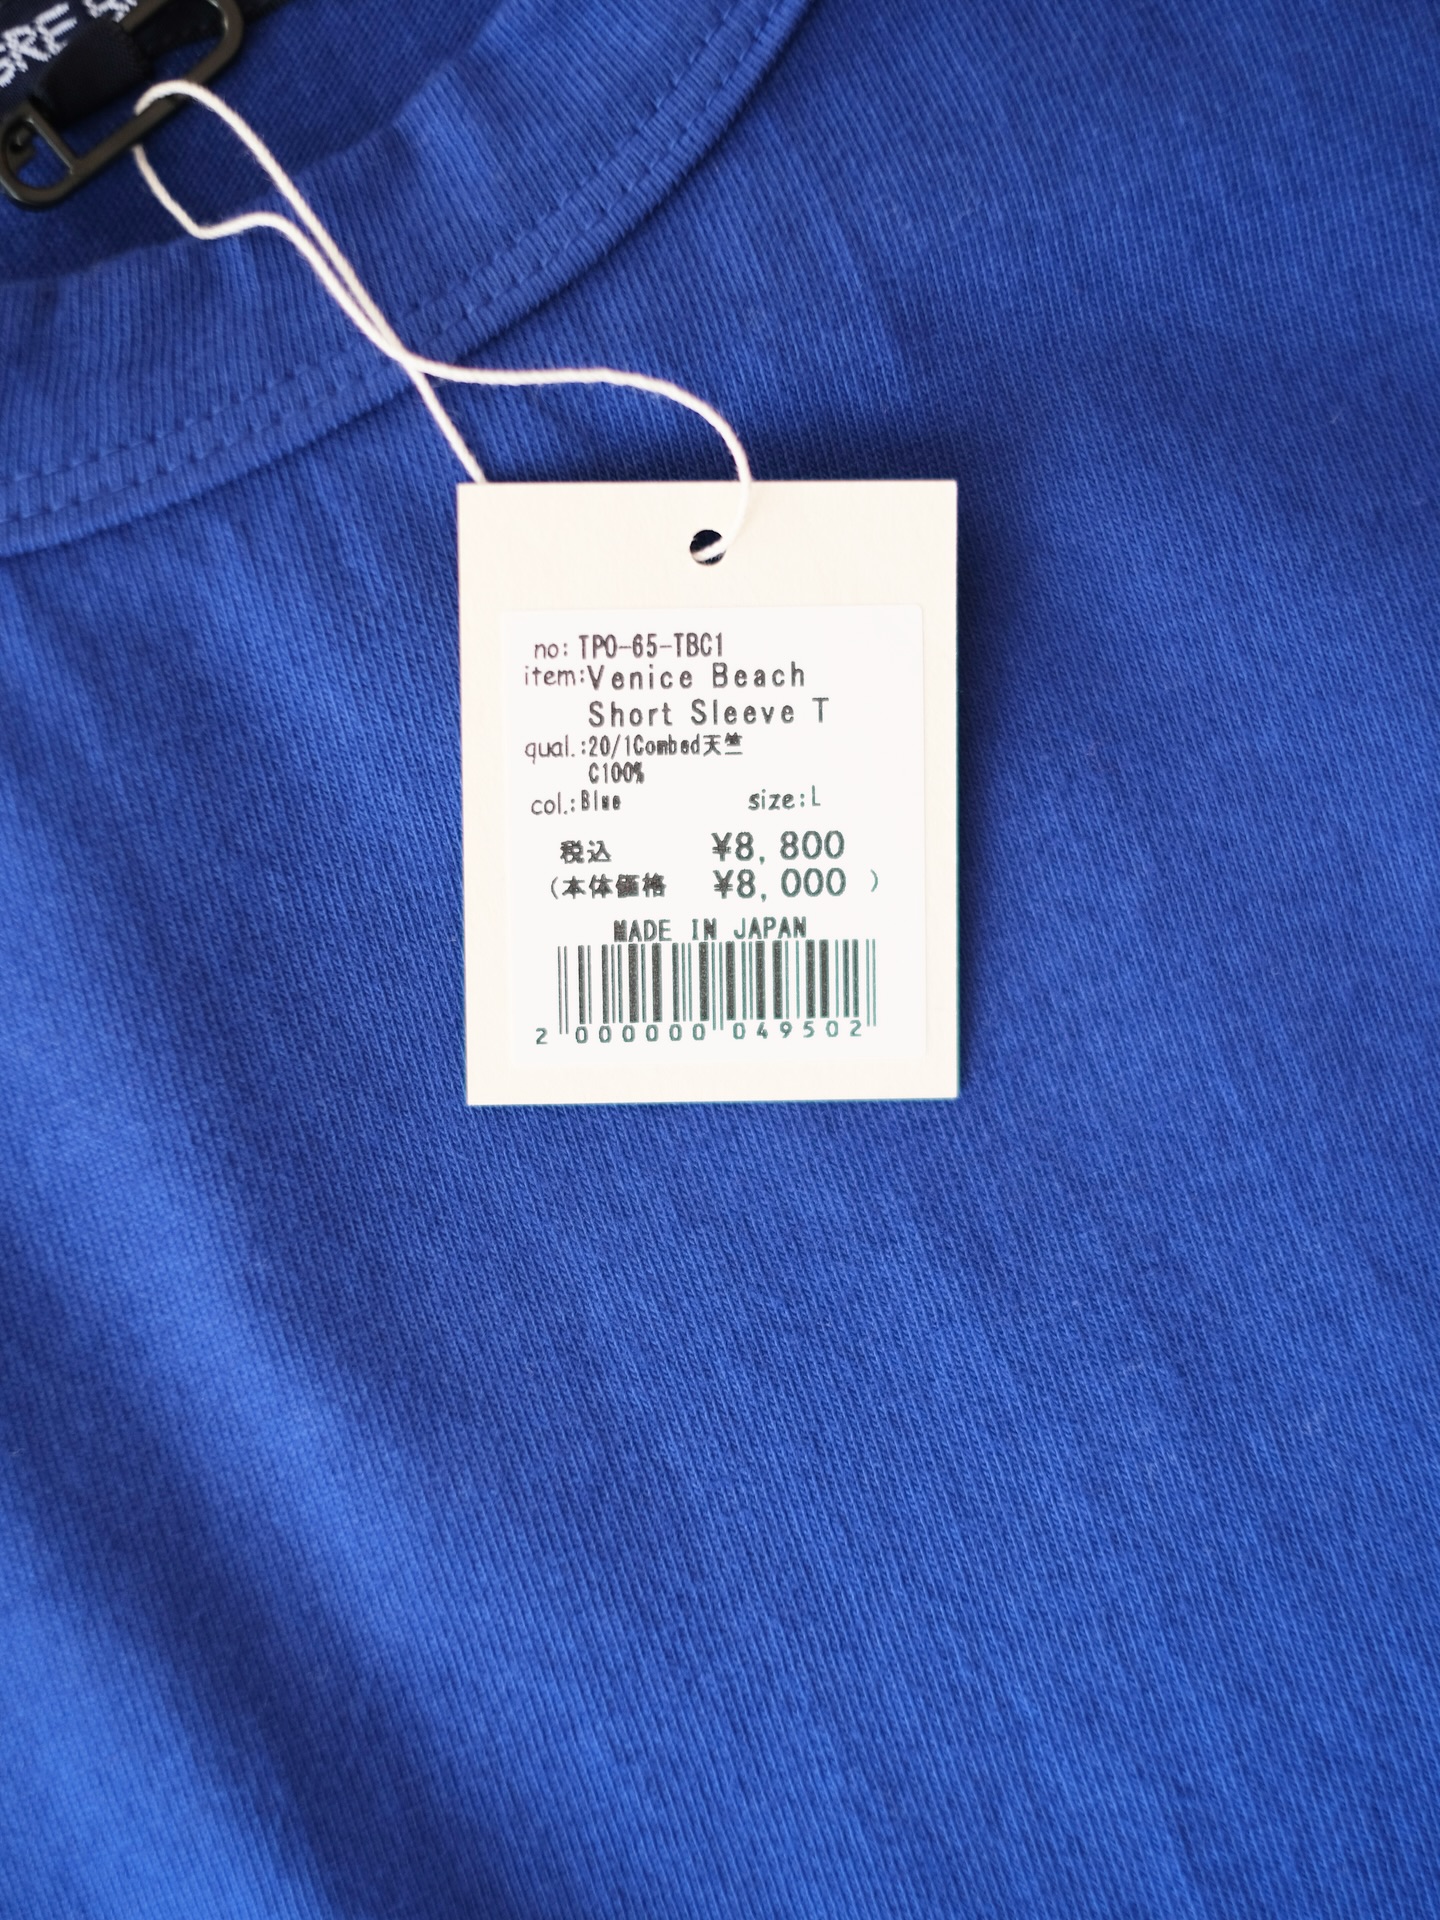 no: TPO-65-TBC1
item:Venice Beach
Short Sleeve T
qual.:20/1Combed天竺
C100%
col.:Blue size:L
税込 ¥8,800
(本体価格 ¥8,000 )
MADE IN JAPAN
2 000000 049502